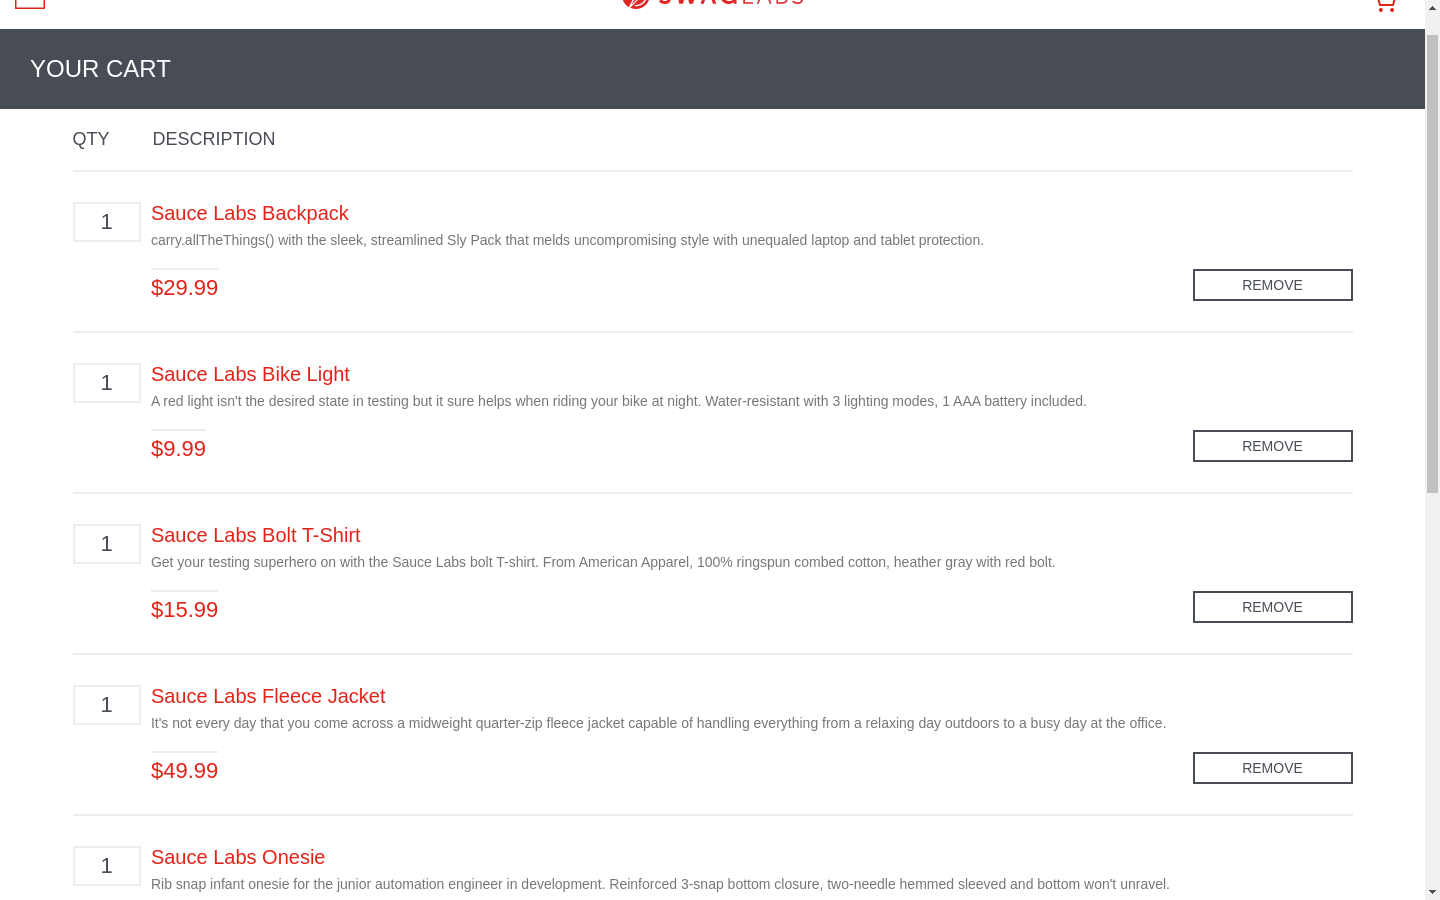 SWAGLABS
YOUR CART
QTY DESCRIPTION
1 Sauce Labs Backpack
carry.allTheThings() with the sleek, streamlined Sly Pack that melds uncompromising style with unequaled laptop and tablet protection.
$29.99 REMOVE
1 Sauce Labs Bike Light
A red light isn't the desired state in testing but it sure helps when riding your bike at night. Water-resistant with 3 lighting modes, 1 AAA battery included.
$9.99 REMOVE
1 Sauce Labs Bolt T-Shirt
Get your testing superhero on with the Sauce Labs bolt T-shirt. From American Apparel, 100% ringspun combed cotton, heather gray with red bolt.
$15.99 REMOVE
1 Sauce Labs Fleece Jacket
It's not every day that you come across a midweight quarter-zip fleece jacket capable of handling everything from a relaxing day outdoors to a busy day at the office.
$49.99 REMOVE
1 Sauce Labs Onesie
Rib snap infant onesie for the junior automation engineer in development. Reinforced 3-snap bottom closure, two-needle hemmed sleeved and bottom won't unravel.